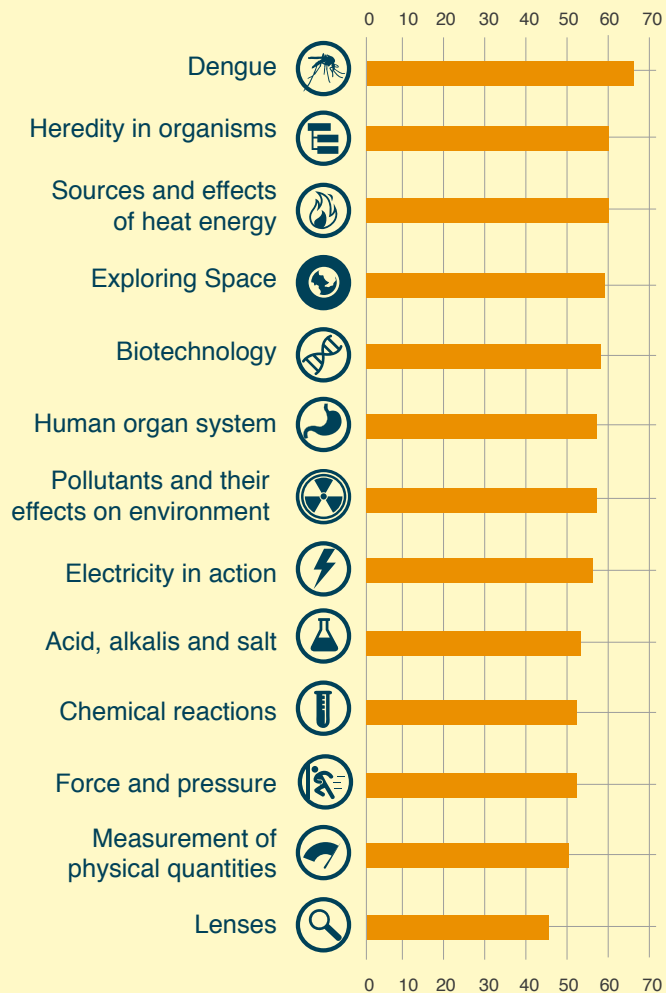 0 10 20 30 40 50 60 70
Dengue
Heredity in organisms
Sources and effects
of heat energy
Exploring Space
Biotechnology
Human organ system
Pollutants and their
effects on environment
Electricity in action
Acid, alkalis and salt
Chemical reactions
Force and pressure
Measurement of
physical quantities
Lenses
0 10 20 30 40 50 60 70